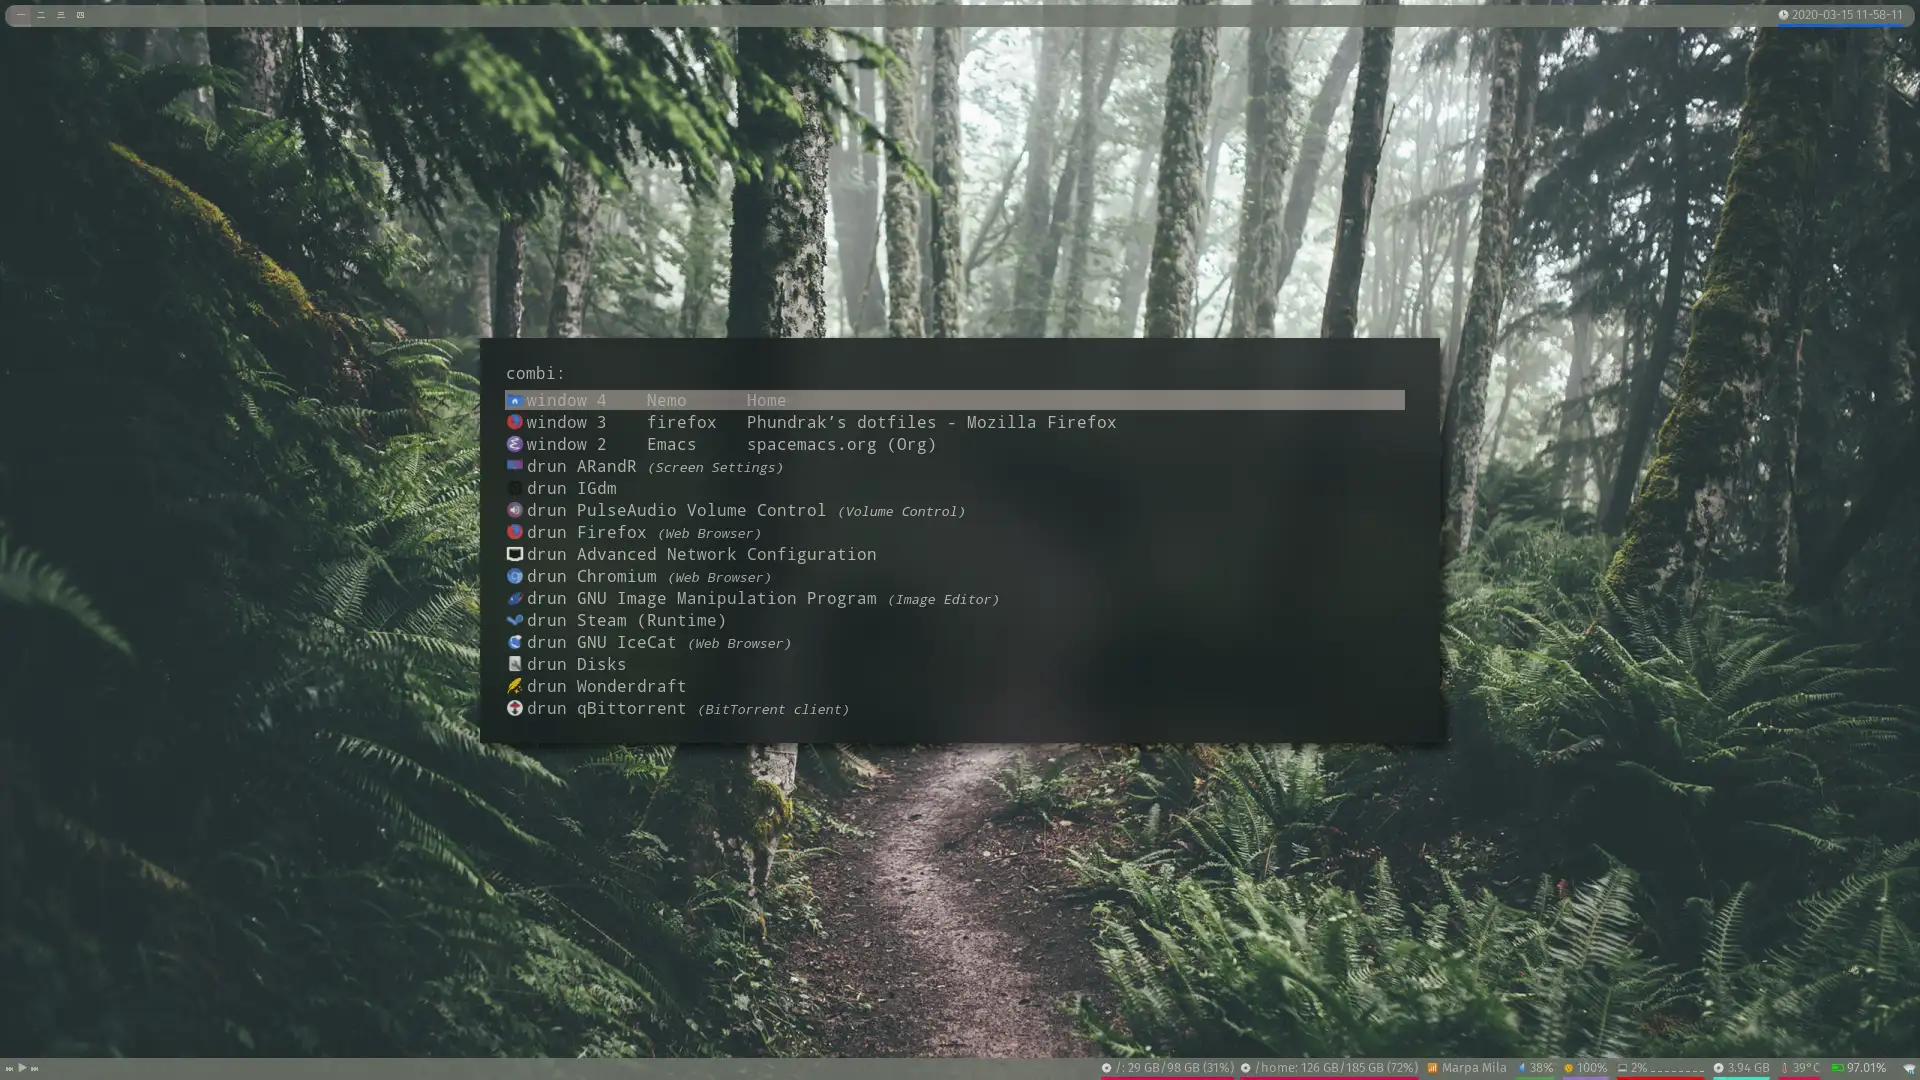 一 二 三 四
2020-03-15 11-58-11
combi:
window 4 Nemo Home
window 3 firefox Phundrak’s dotfiles - Mozilla Firefox
window 2 Emacs spacemacs.org (Org)
drun ARandR (Screen Settings)
drun IGdm
drun PulseAudio Volume Control (Volume Control)
drun Firefox (Web Browser)
drun Advanced Network Configuration
drun Chromium (Web Browser)
drun GNU Image Manipulation Program (Image Editor)
drun Steam (Runtime)
drun GNU IceCat (Web Browser)
drun Disks
drun Wonderdraft
drun qBittorrent (BitTorrent client)
/: 29 GB/98 GB (31%) /home: 126 GB/185 GB (72%) Marpa Mila 38% 100% 2% 3.94 GB 39°C 97.01%